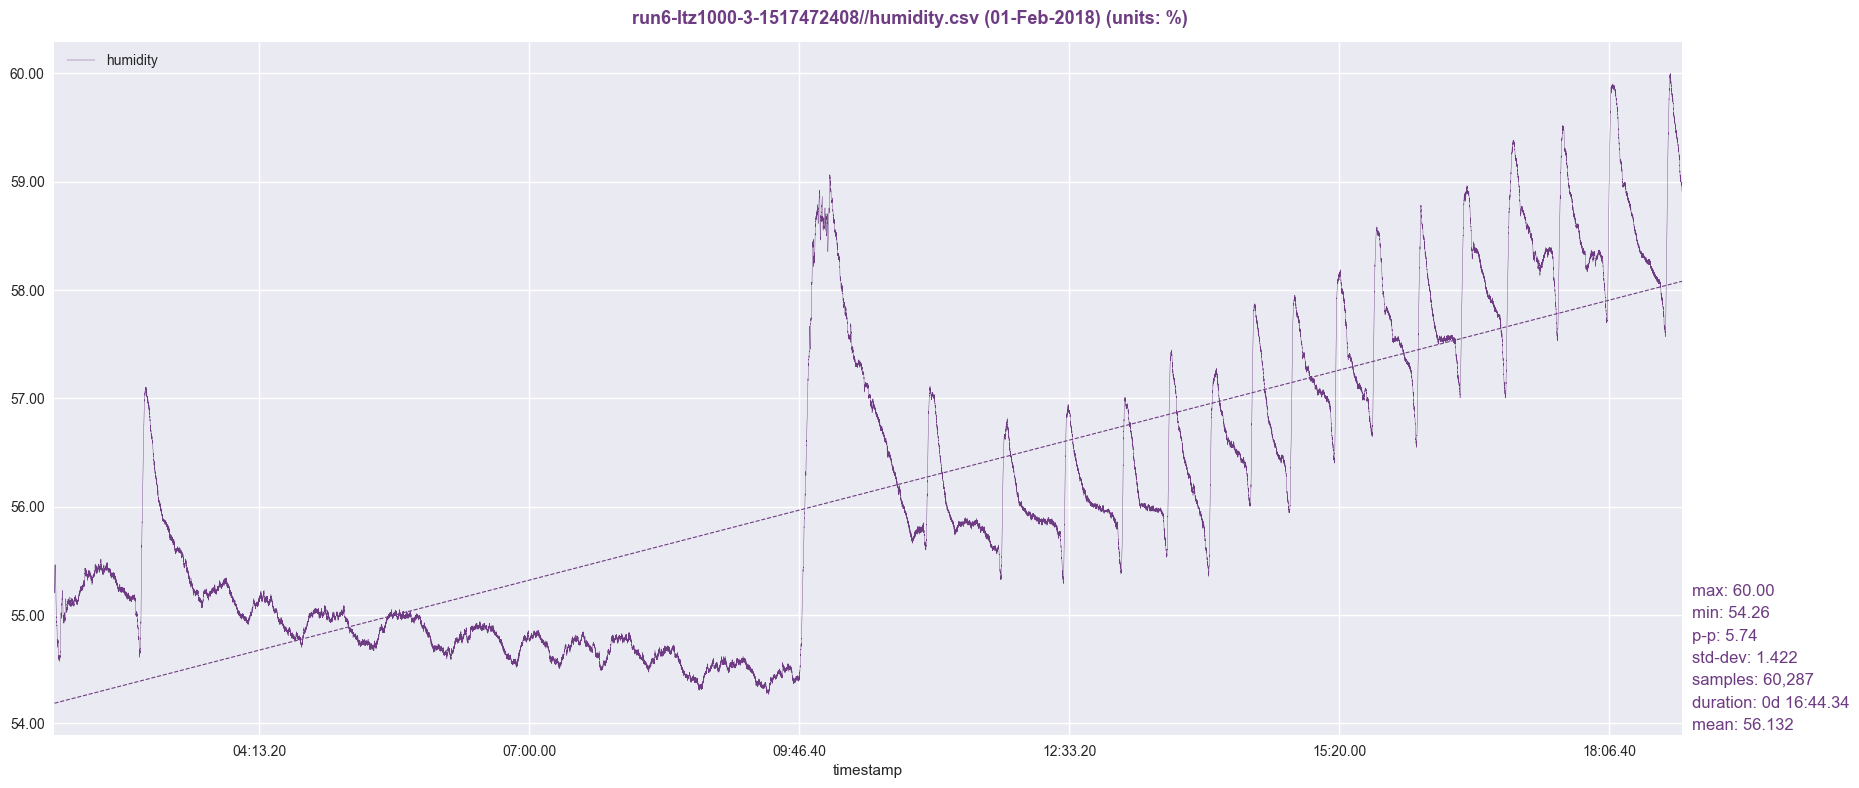 run6-ltz1000-3-1517472408//humidity.csv (01-Feb-2018) (units: %)
humidity
60.00
59.00
58.00
57.00
56.00
55.00
54.00
max: 60.00
min: 54.26
p-p: 5.74
std-dev: 1.422
samples: 60,287
duration: 0d 16:44.34
mean: 56.132
04:13.20 07:00.00 09:46.40 12:33.20 15:20.00 18:06.40
timestamp